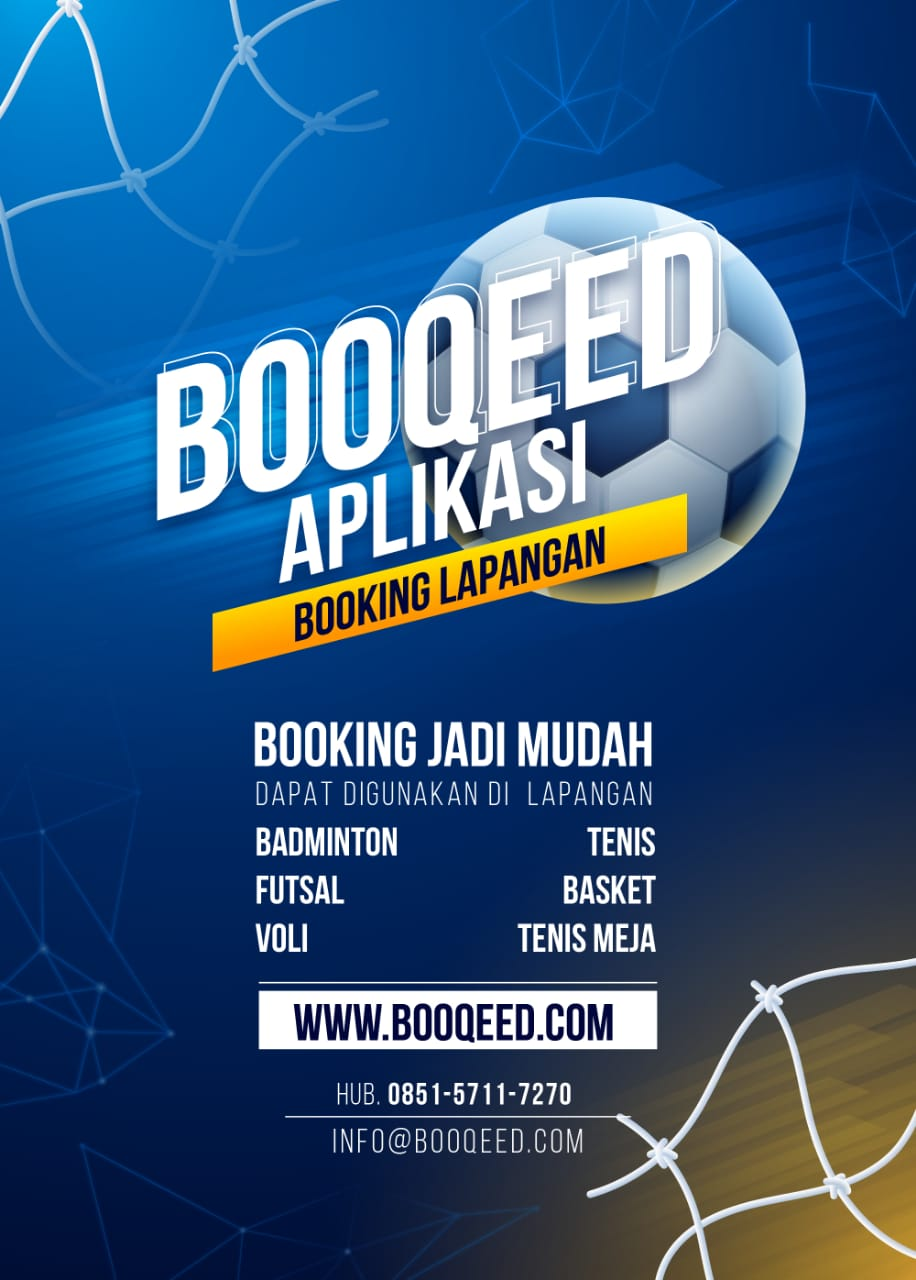 BOOQEED
APLIKASI
BOOKING LAPANGAN
BOOKING JADI MUDAH
DAPAT DIGUNAKAN DI LAPANGAN
BADMINTON TENIS
FUTSAL BASKET
VOLI TENIS MEJA
WWW.BOOQEED.COM
HUB. 0851-5711-7270
INFO@BOOQEED.COM